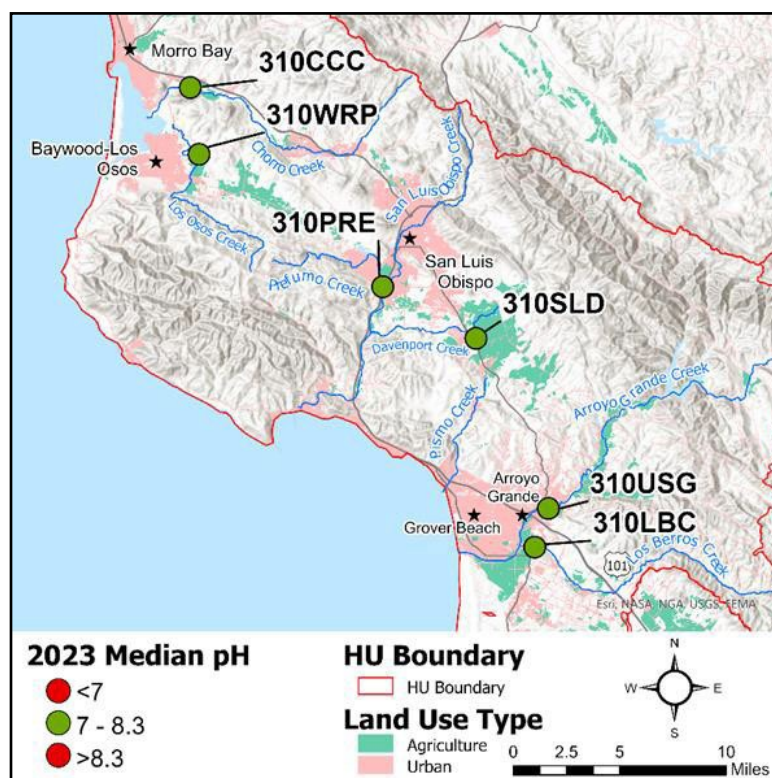 Morro Bay
310CCC
310WRP
Baywood-Los
Osos
Chorro Creek
San Luis
Obispo Creek
Los Osos Creek
310PRE
San Luis
Obispo
Prefumo Creek
310SLD
Davenport Creek
Arroyo Grande Creek
Pismo Creek
Arroyo
Grande
310USG
Grover Beach
310LBC
Los Berros Creek
101
Esri, NASA, NGA, USGS, FEMA
2023 Median pH
<7
7 - 8.3
>8.3
HU Boundary
HU Boundary
Land Use Type
Agriculture
Urban
N
W
E
S
0 2.5 5 10
Miles